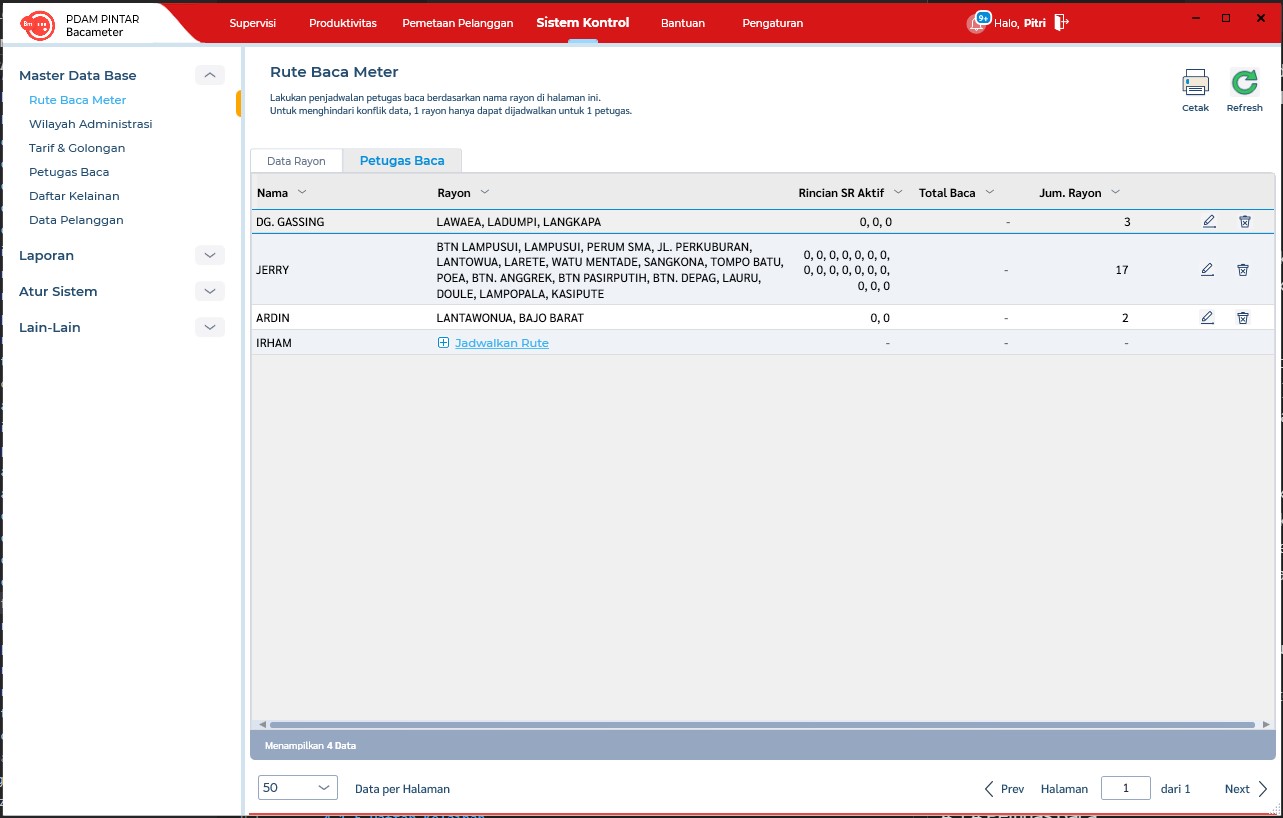 PDAM PINTAR
Bacameter
Supervisi Produktivitas Pemetaan Pelanggan Sistem Kontrol Bantuan Pengaturan
9+ Halo, Pitri
Master Data Base
Rute Baca Meter
Wilayah Administrasi
Tarif & Golongan
Petugas Baca
Daftar Kelainan
Data Pelanggan
Laporan
Atur Sistem
Lain-Lain
Rute Baca Meter
Lakukan penjadwalan petugas baca berdasarkan nama rayon di halaman ini.
Untuk menghindari konflik data, 1 rayon hanya dapat dijadwalkan untuk 1 petugas.
Cetak Refresh
Data Rayon Petugas Baca
Nama Rayon Rincian SR Aktif Total Baca Jum. Rayon
DG. GASSING LAWAEA, LADUMPI, LANGKAPA 0, 0, 0 - 3
JERRY
BTN LAMPUSUI, LAMPUSUI, PERUM SMA, JL. PERKUBURAN,
LANTOWUA, LARETE, WATU MENTADE, SANGKONA, TOMPO BATU,
POEA, BTN. ANGGREK, BTN PASIRPUTIH, BTN. DEPAG, LAURU,
DOULE, LAMPOPALA, KASIPUTE
0, 0, 0, 0, 0, 0, 0,
0, 0, 0, 0, 0, 0, 0,
0, 0, 0
- 17
ARDIN LANTAWONUA, BAJO BARAT 0, 0 - 2
IRHAM Jadwalkan Rute - - -
Menampilkan 4 Data
50 Data per Halaman
Prev Halaman 1 dari 1 Next